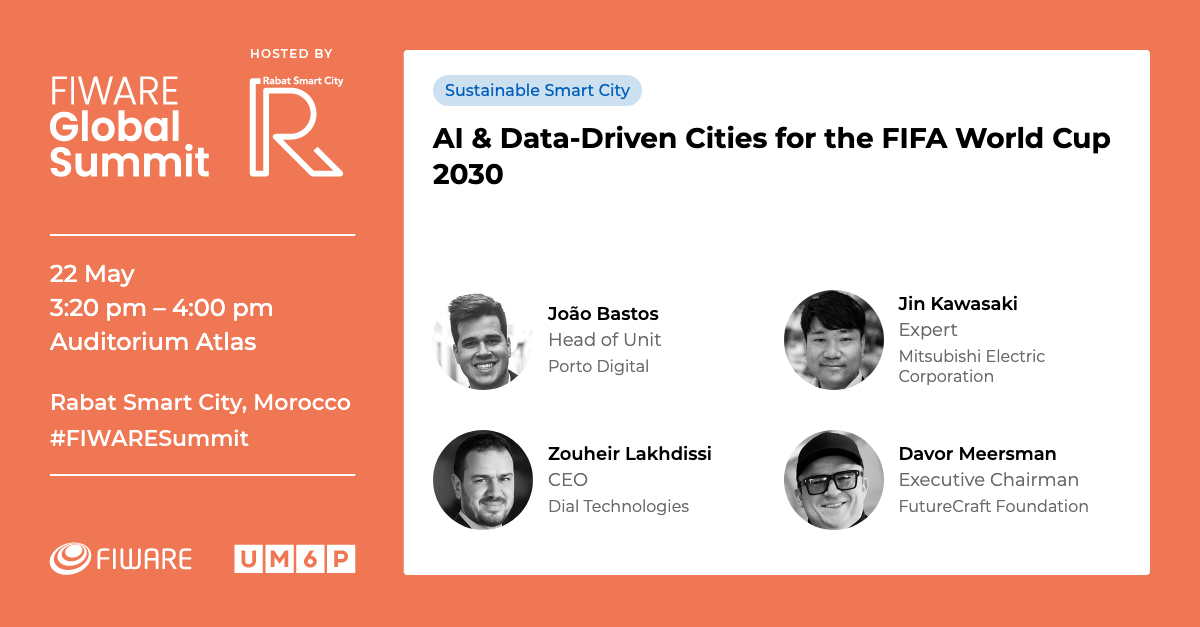 HOSTED BY
FIWARE
Global
Summit
Rabat Smart City
R
22 May
3:20 pm – 4:00 pm
Auditorium Atlas
Rabat Smart City, Morocco
#FIWARESummit
FIWARE
UM6P
Sustainable Smart City
AI & Data-Driven Cities for the FIFA World Cup
2030
João Bastos
Head of Unit
Porto Digital
Jin Kawasaki
Expert
Mitsubishi Electric
Corporation
Zouheir Lakhdissi
CEO
Dial Technologies
Davor Meersman
Executive Chairman
FutureCraft Foundation